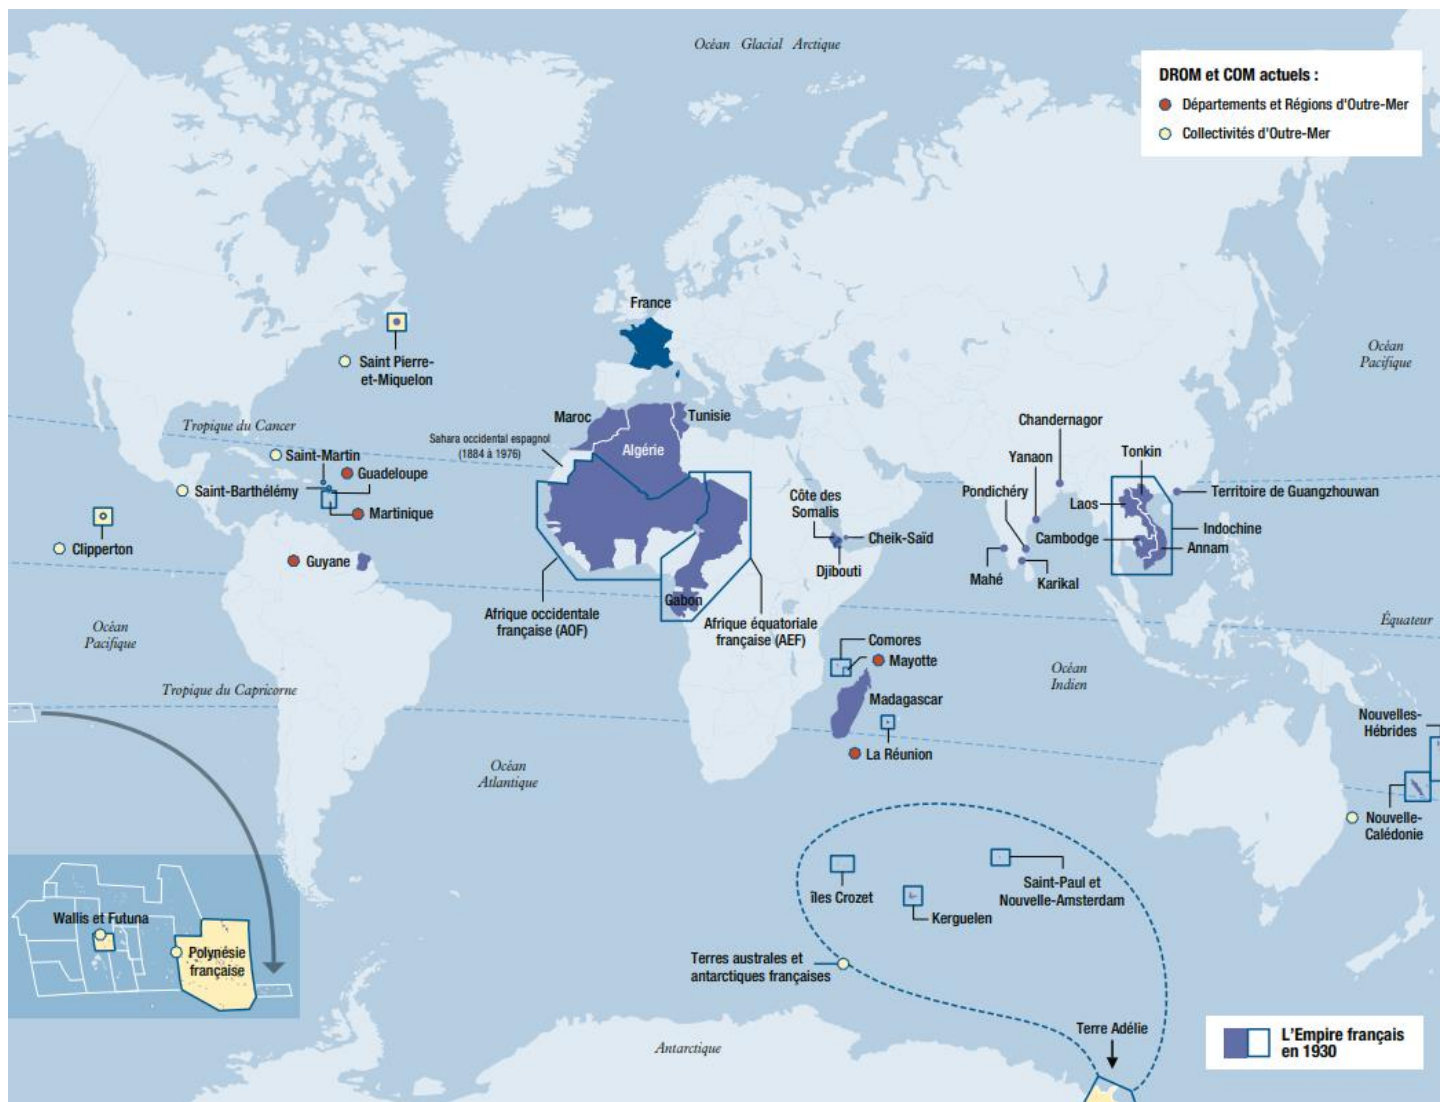 Océan Glacial Arctique
DROM et COM actuels :
Départements et Régions d'Outre-Mer
Collectivités d'Outre-Mer
France
Saint Pierre-
et-Miquelon
Océan
Pacifique
Tropique du Cancer
Maroc
Tunisie
Sahara occidental espagnol
(1884 à 1976)
Algérie
Chandernagor
Yanaon
Tonkin
Saint-Martin
Guadeloupe
Saint-Barthélémy
Martinique
Pondichéry
Laos
Territoire de Guangzhouwan
Côte des
Somalis
Cheik-Saïd
Indochine
Cambodge
Annam
Clipperton
Guyane
Djibouti
Mahé
Karikal
Gabon
Afrique occidentale
française (AOF)
Afrique équatoriale
française (AEF)
Équateur
Océan
Pacifique
Comores
Mayotte
Océan
Indien
Tropique du Capricorne
Madagascar
Nouvelles-
Hébrides
La Réunion
Océan
Atlantique
Nouvelle-
Calédonie
îles Crozet
Kerguelen
Saint-Paul et
Nouvelle-Amsterdam
Wallis et Futuna
Polynésie
française
Terres australes et
antarctiques françaises
Terre Adélie
Antarctique
L'Empire français
en 1930